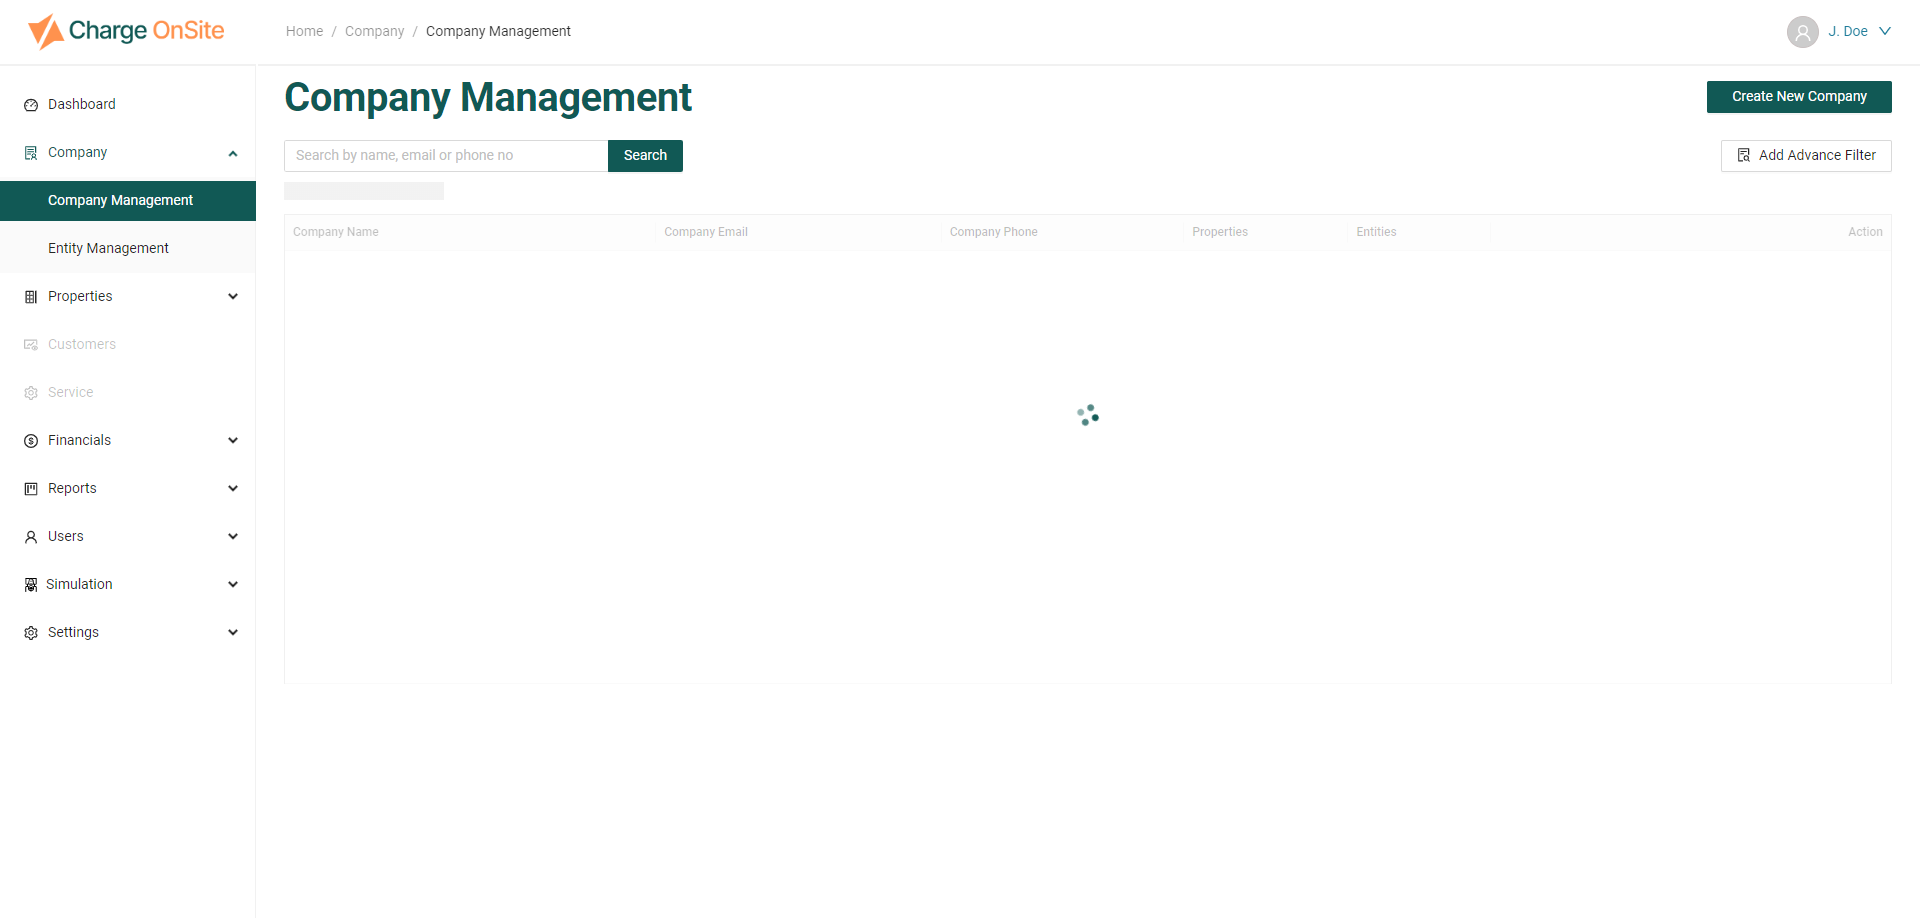 Charge OnSite
Home / Company / Company Management
J. Doe
Dashboard
Company
Company Management
Entity Management
Properties
Customers
Service
Financials
Reports
Users
Simulation
Settings
Company Management
Create New Company
Search by name, email or phone no
Search
Add Advance Filter
Company Name Company Email Company Phone Properties Entities Action